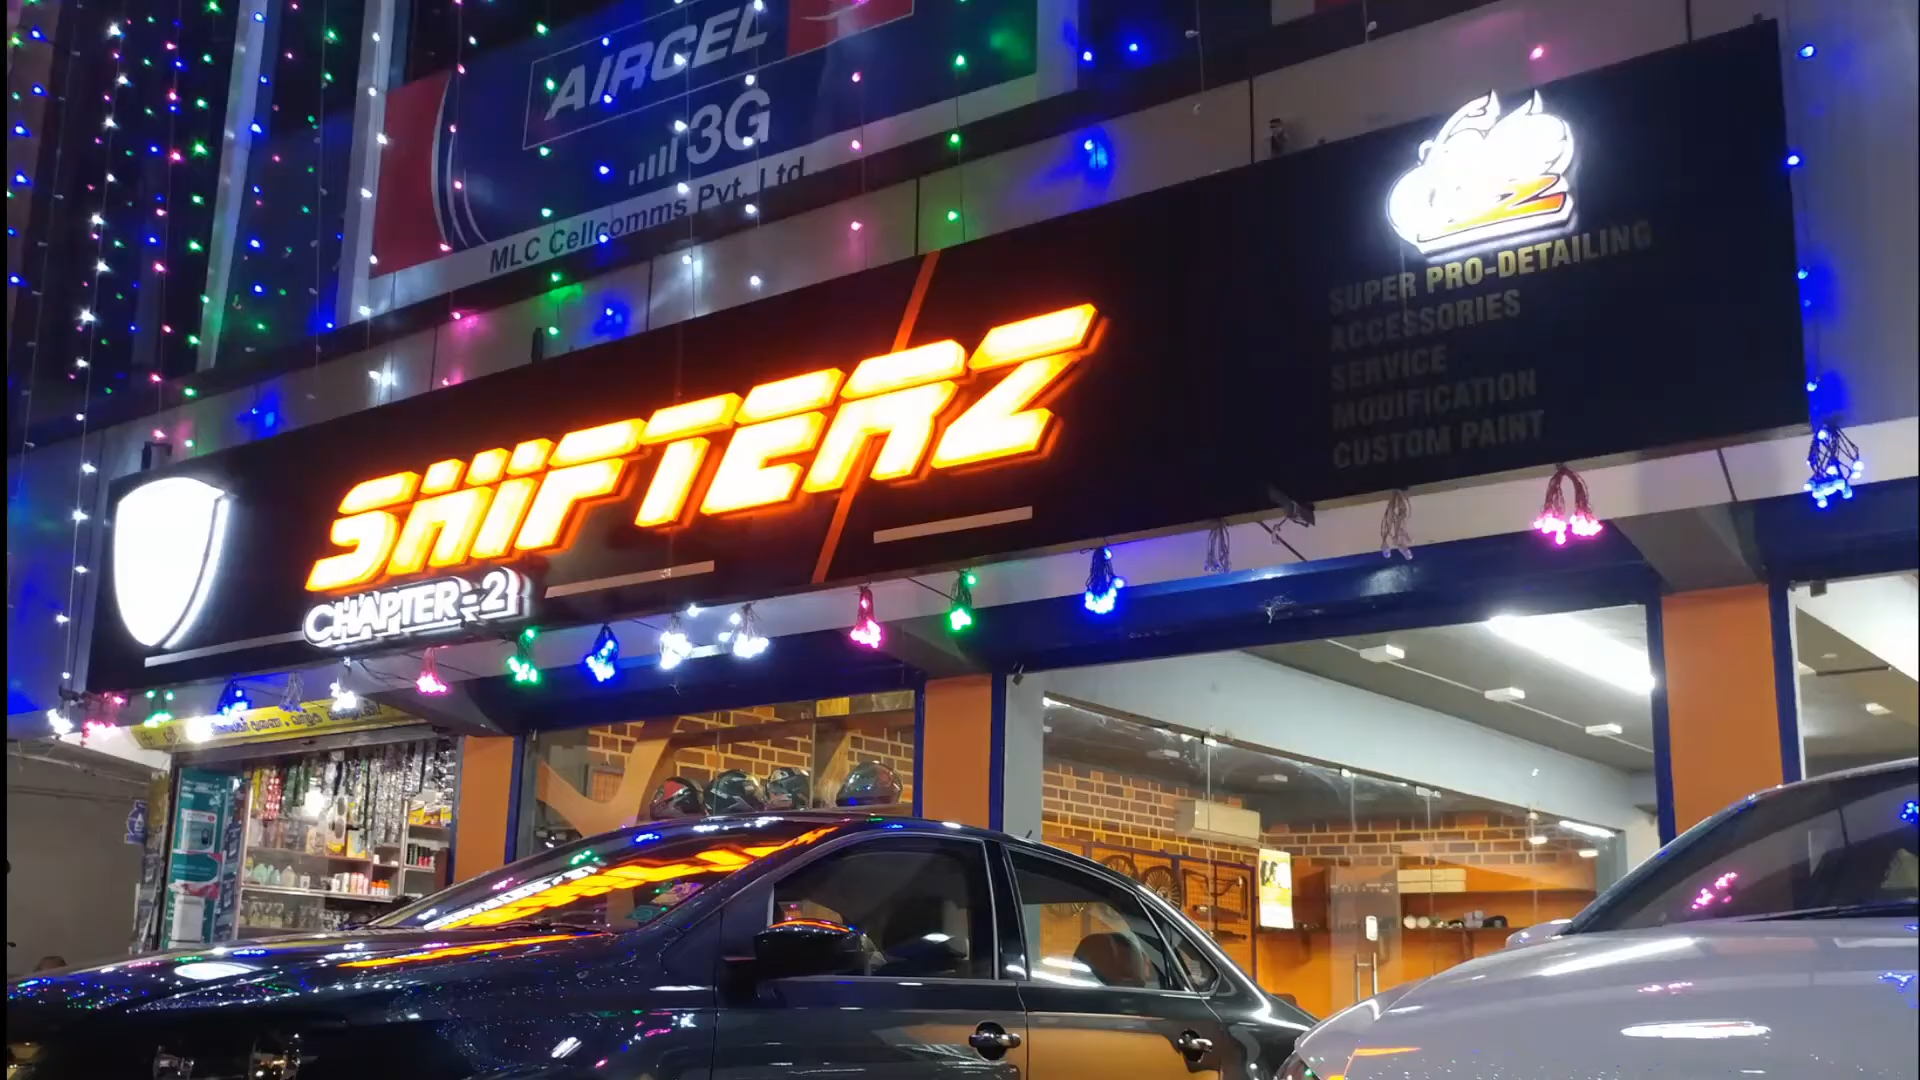 AIRCEL
3G
MLC Cellcomms Pvt. Ltd.
SHIFTERZ
CHAPTER-2
SUPER PRO-DETAILING
ACCESSORIES
SERVICE
MODIFICATION
CUSTOM PAINT